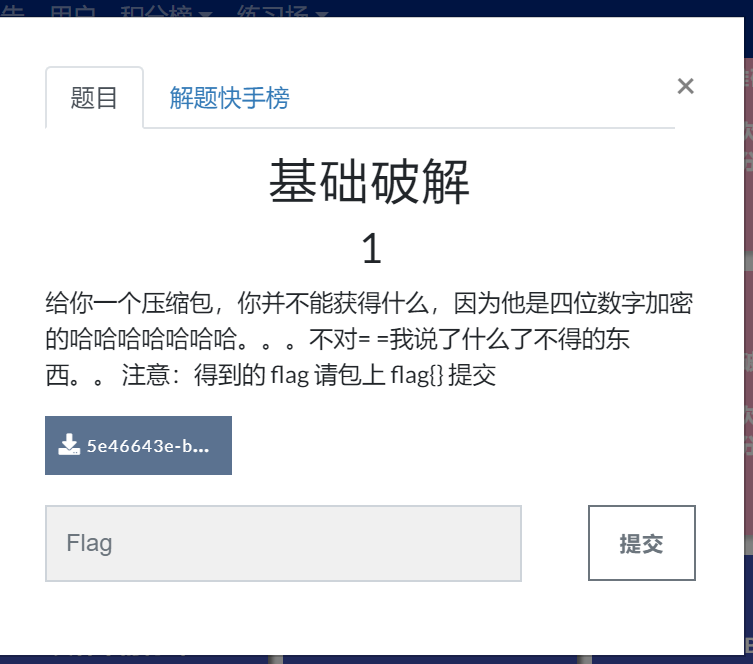 用户 积分榜 练习场
题目 解题快手榜 ×
基础破解
1
给你一个压缩包，你并不能获得什么，因为他是四位数字加密
的哈哈哈哈哈哈哈。。。不对= =我说了什么了不得的东
西。。 注意：得到的 flag 请包上 flag{} 提交
5e46643e-b...
Flag
提交